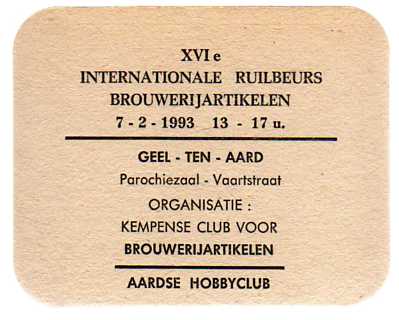 XVI e
INTERNATIONALE RUILBEURS
BROUWERIJARTIKELEN
7 - 2 - 1993 13 - 17 u.
GEEL - TEN - AARD
Parochiezaal - Vaartstraat
ORGANISATIE :
KEMPENSE CLUB VOOR
BROUWERIJARTIKELEN
AARDSE HOBBYCLUB